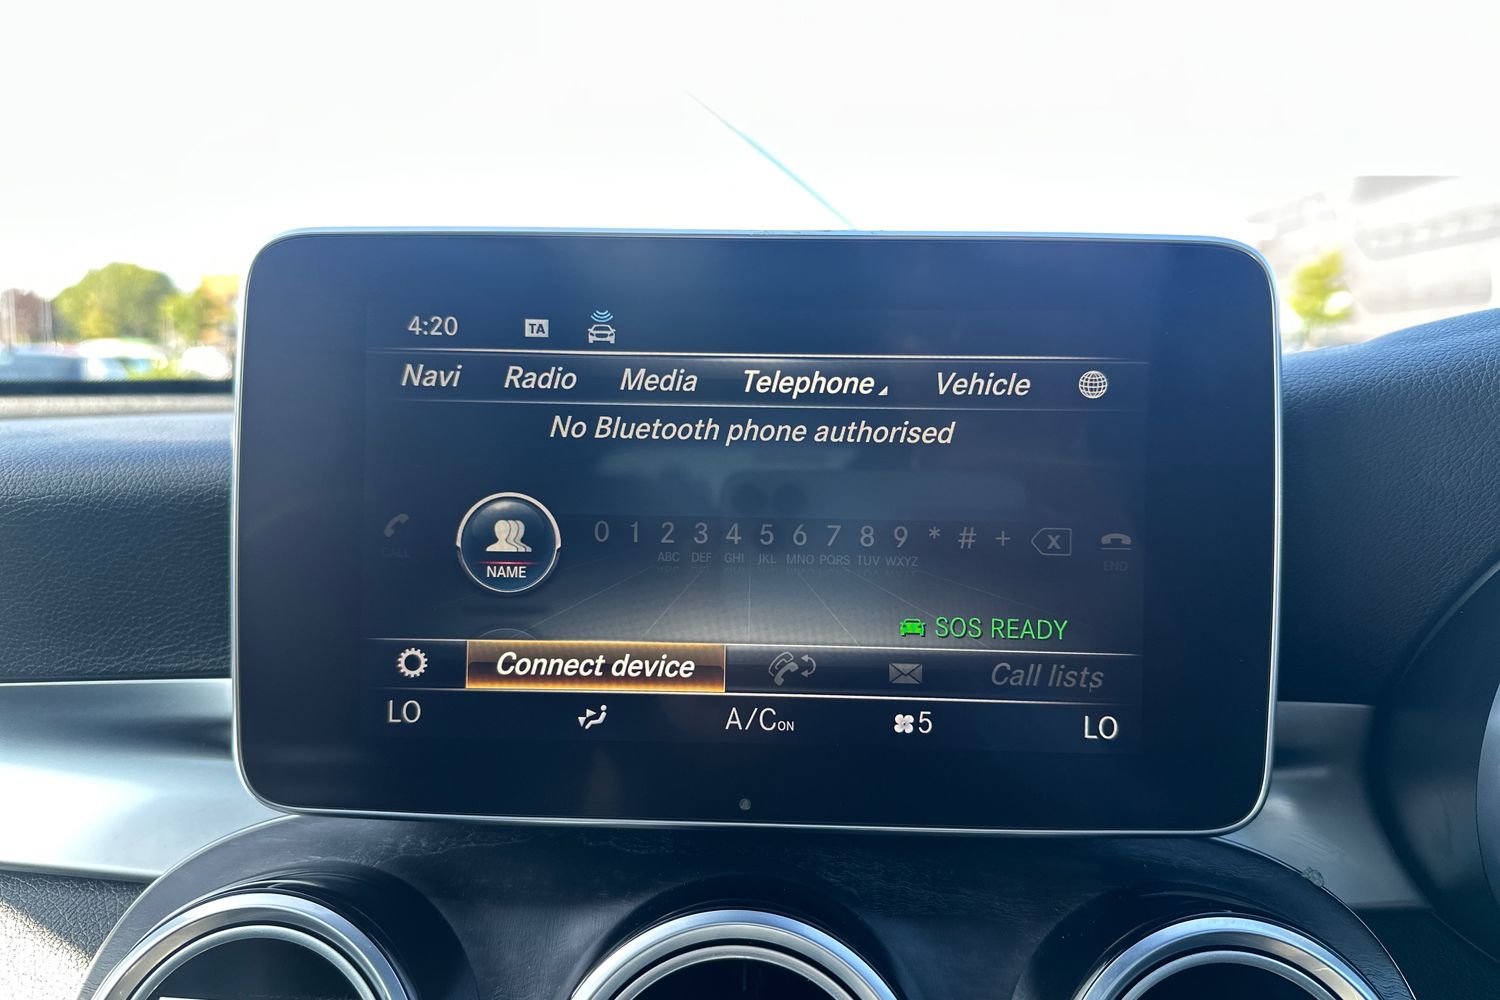 4:20 TA
Navi Radio Media Telephone Vehicle
No Bluetooth phone authorised
CALL NAME 0 1 2 3 4 5 6 7 8 9 * # + X END
ABC DEF GHI JKL MNO PQRS TUV WXYZ
SOS READY
Connect device Call lists
LO A/C ON 5 LO